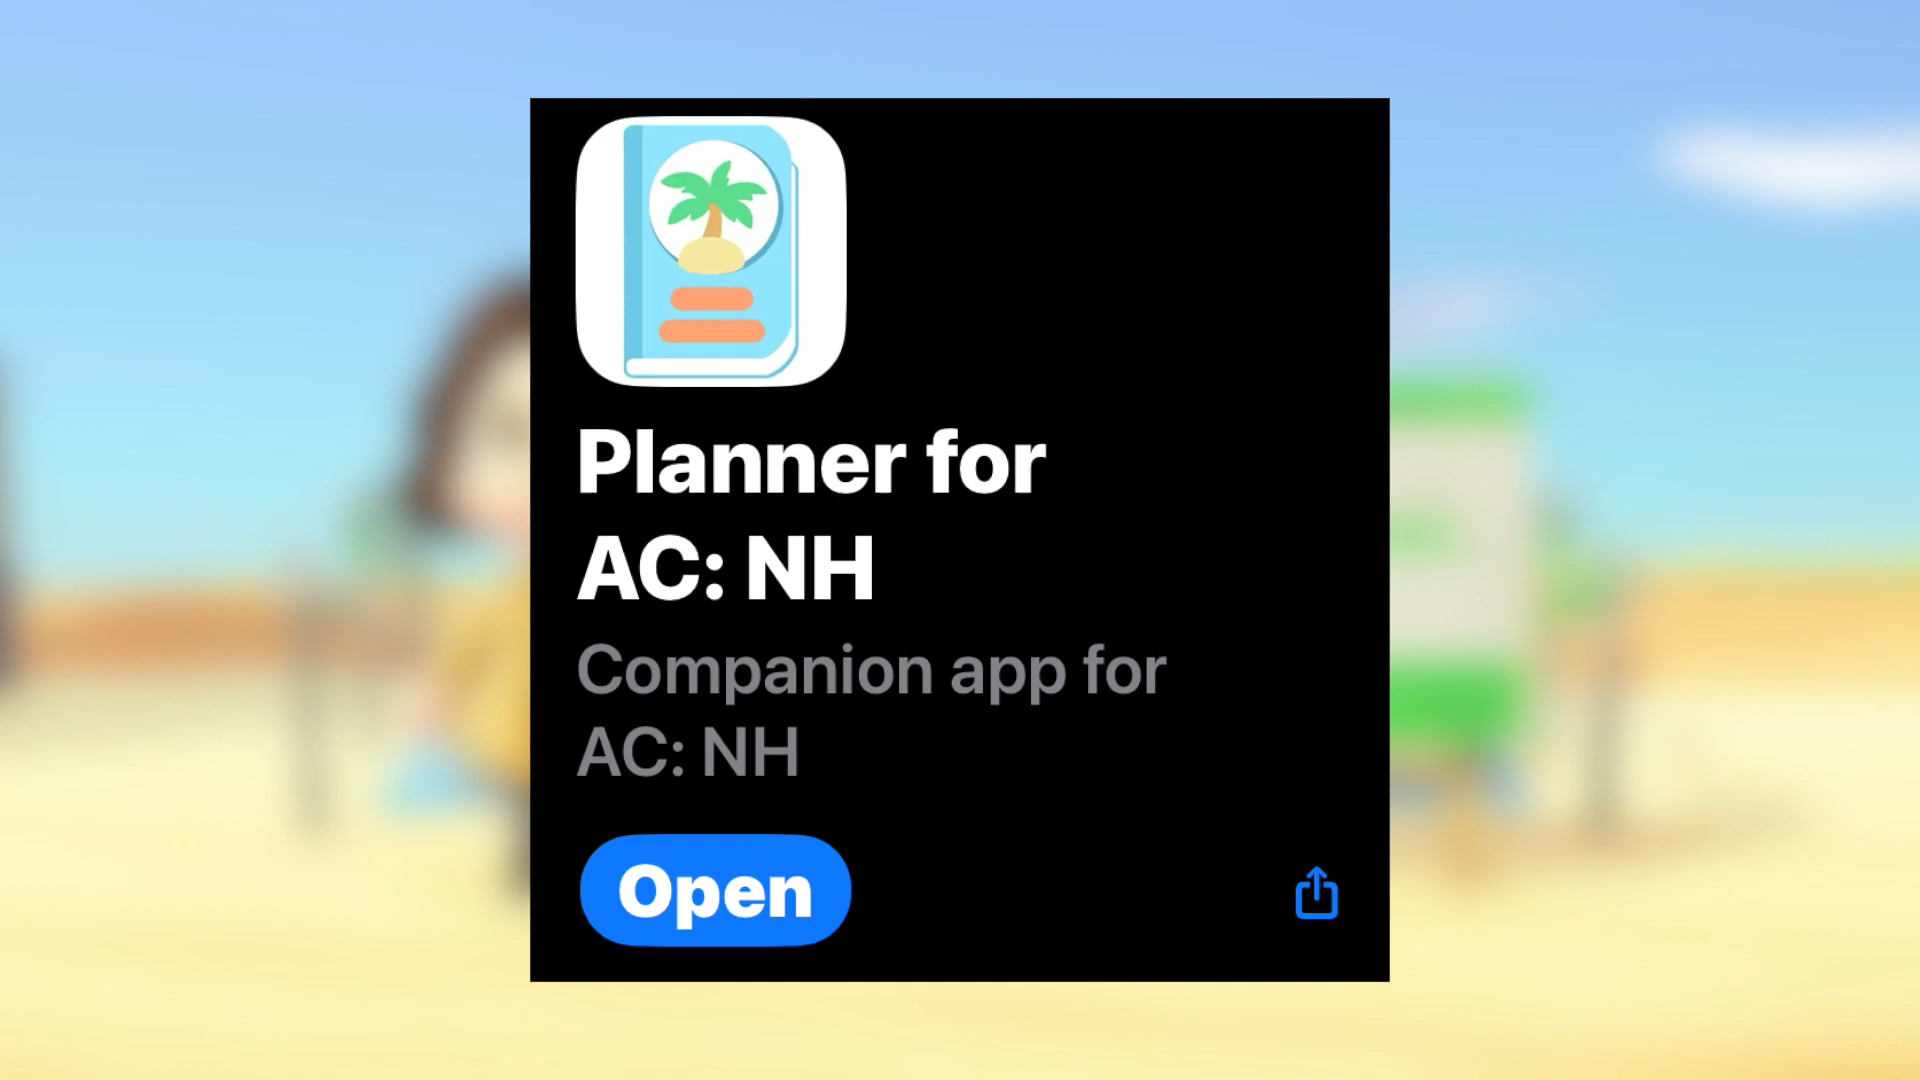 Planner for
AC: NH
Companion app for
AC: NH
Open